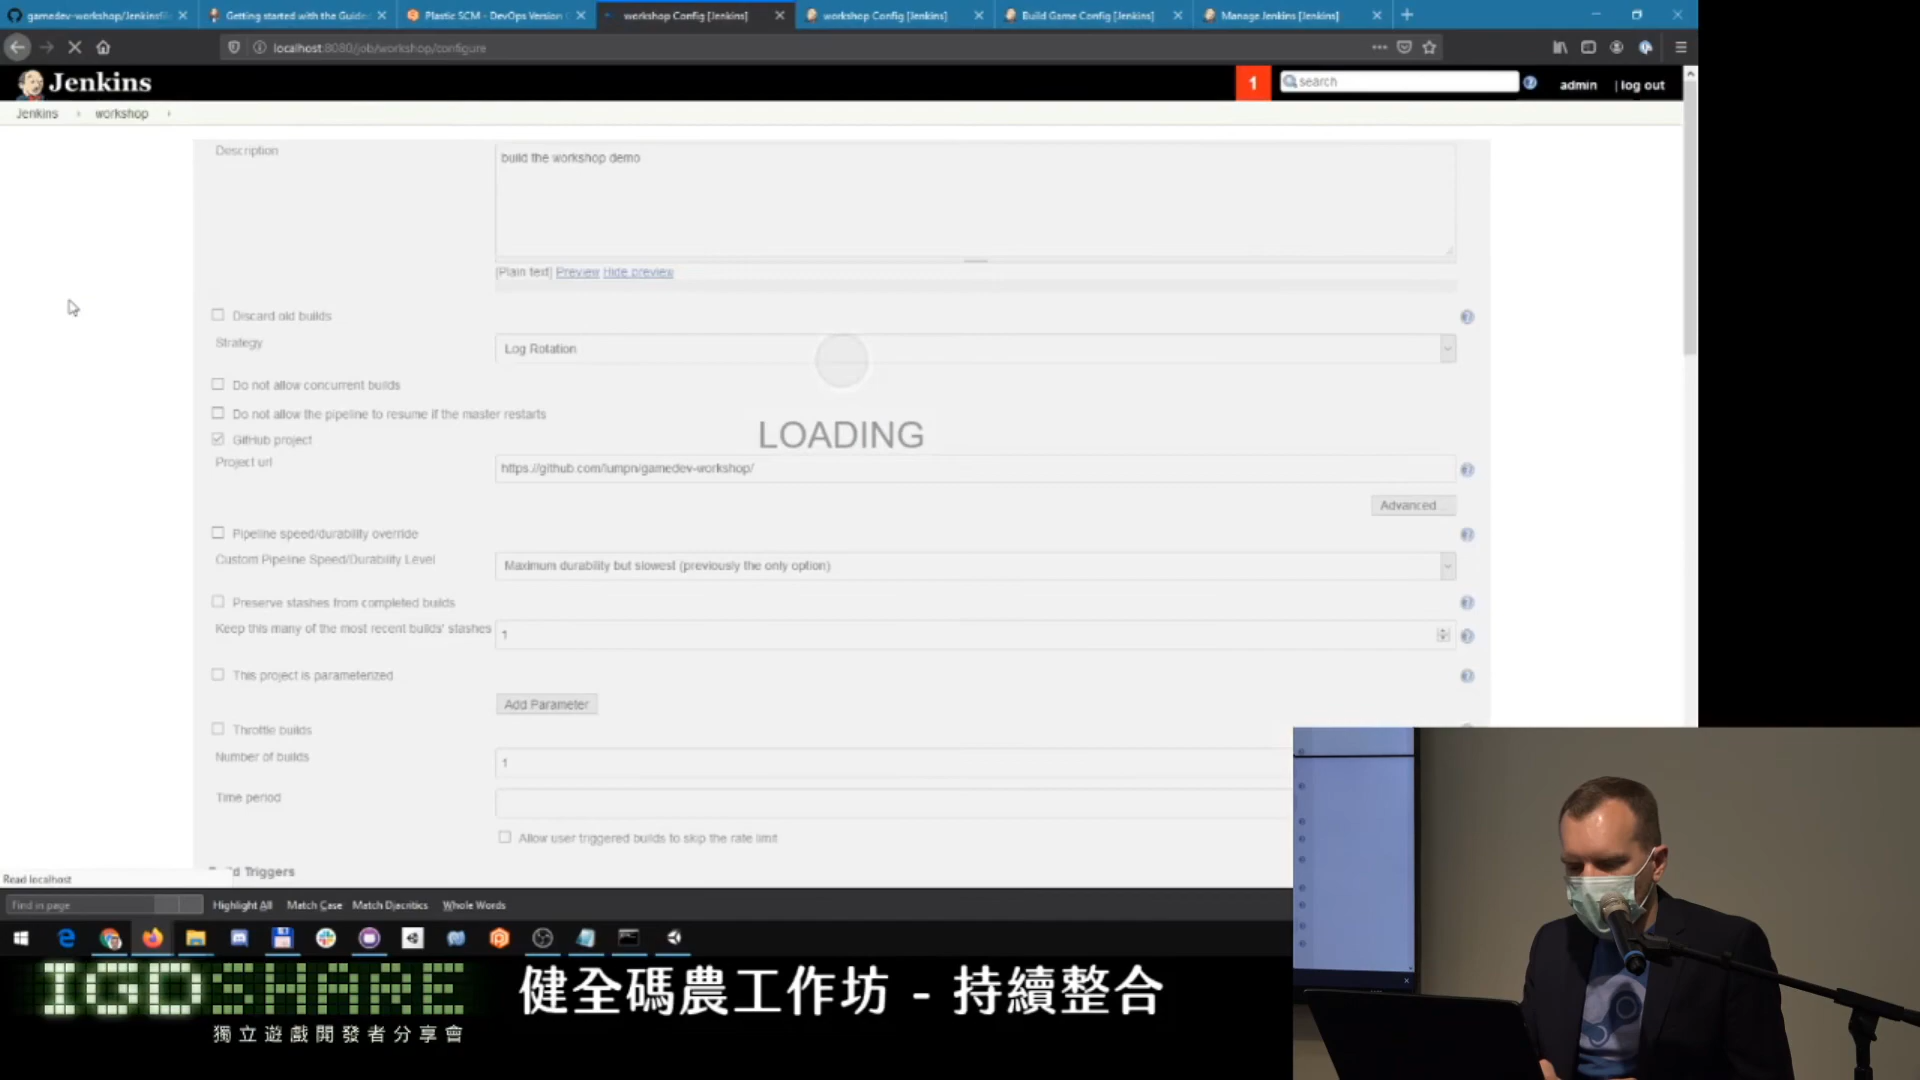 gamedev-workshop/Jenkinsfil
Getting started with the Guide
Plastic SCM - DevOps Version
workshop Config [Jenkins]
workshop Config [Jenkins]
Build Game Config [Jenkins]
Manage Jenkins [Jenkins]
localhost:8080/job/workshop/configure
Jenkins
1
search
admin
| log out
Jenkins
workshop
Description
build the workshop demo
[Plain text] Preview Hide preview
Discard old builds
Strategy
Log Rotation
Do not allow concurrent builds
Do not allow the pipeline to resume if the master restarts
LOADING
GitHub project
Project url
https://github.com/lumpn/gamedev-workshop/
Advanced...
Pipeline speed/durability override
Custom Pipeline Speed/Durability Level
Maximum durability but slowest (previously the only option)
Preserve stashes from completed builds
Keep this many of the most recent builds' stashes
1
This project is parameterized
Add Parameter
Throttle builds
Number of builds
1
Time period
Allow user triggered builds to skip the rate limit
d Triggers
Read localhost
Find in page
Highlight All
Match Case
Match Diacritics
Whole Words
IGDSHARE
獨立遊戲開發者分享會
健全碼農工作坊 - 持續整合